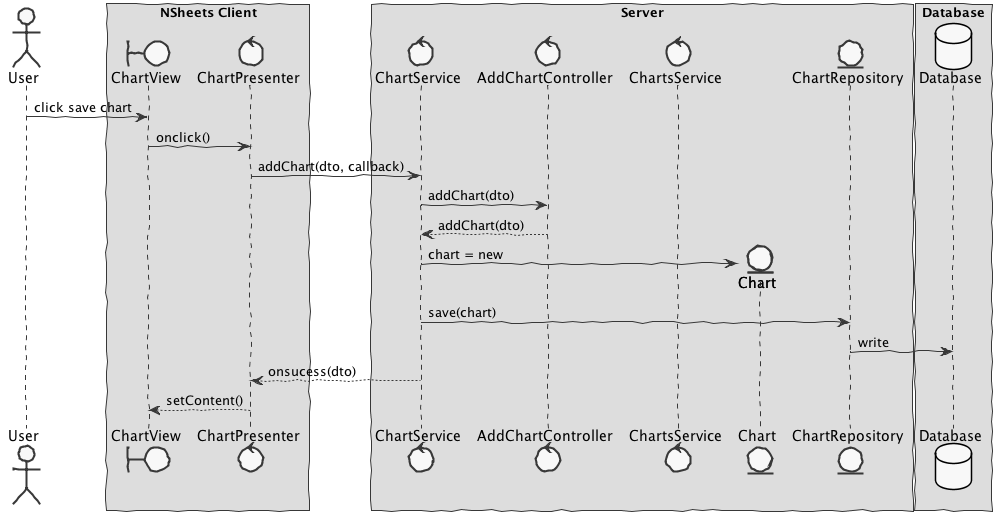 NSheets Client
Server
Database
User
ChartView
ChartPresenter
ChartService
AddChartController
ChartsService
ChartRepository
Database
click save chart
onclick()
addChart(dto, callback)
addChart(dto)
addChart(dto)
chart = new
Chart
save(chart)
write
onsucess(dto)
setContent()
User
ChartView
ChartPresenter
ChartService
AddChartController
ChartsService
Chart
ChartRepository
Database